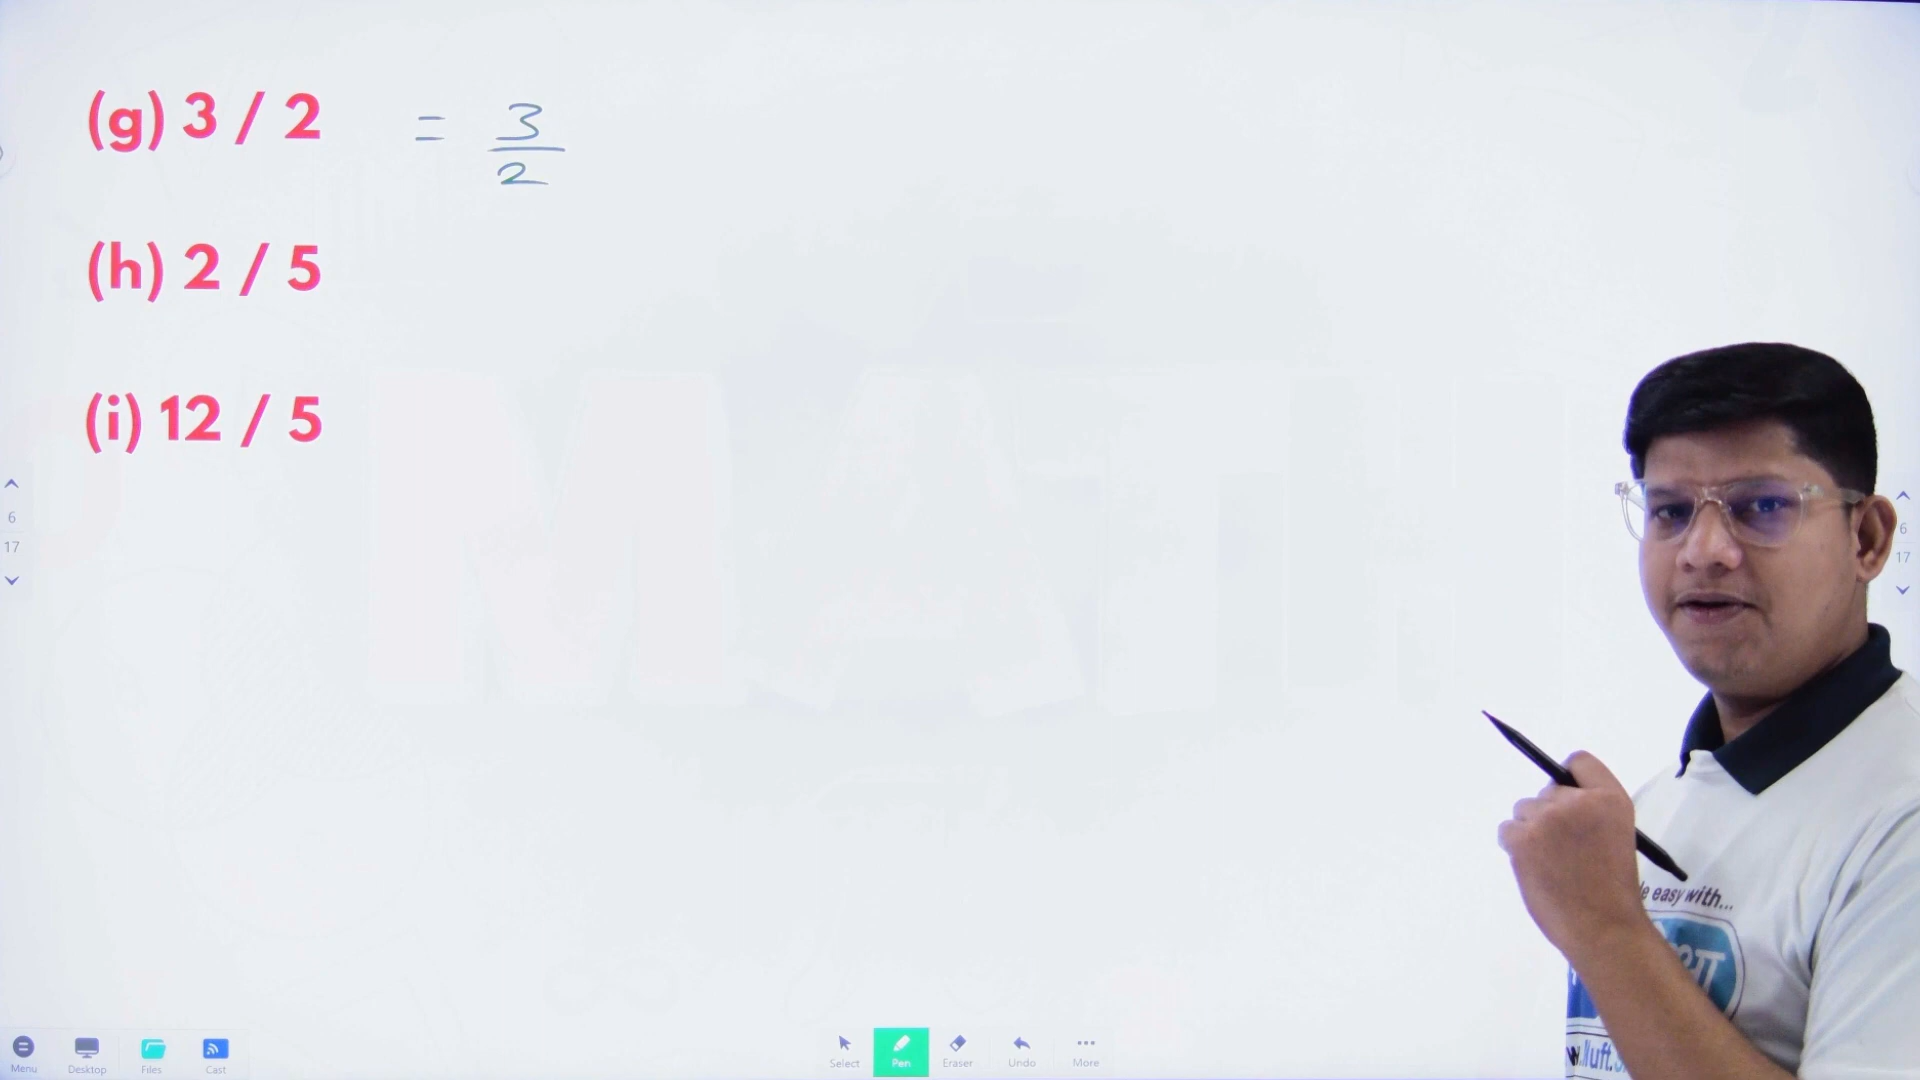 (g) 3 / 2 = 3
2
(h) 2 / 5
(i) 12 / 5
6
17
6
17
easy with...
Menu Desktop Files Cast Select Pen Eraser Undo More